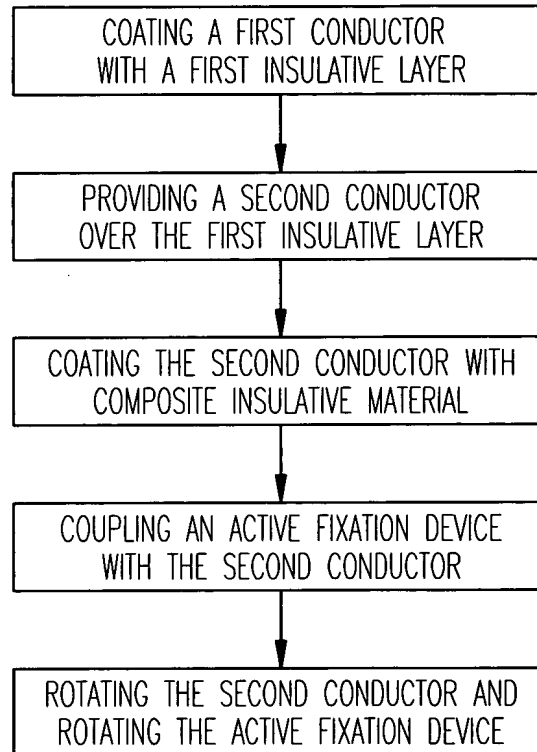 COATING A FIRST CONDUCTOR
WITH A FIRST INSULATIVE LAYER
PROVIDING A SECOND CONDUCTOR
OVER THE FIRST INSULATIVE LAYER
COATING THE SECOND CONDUCTOR WITH
COMPOSITE INSULATIVE MATERIAL
COUPLING AN ACTIVE FIXATION DEVICE
WITH THE SECOND CONDUCTOR
ROTATING THE SECOND CONDUCTOR AND
ROTATING THE ACTIVE FIXATION DEVICE